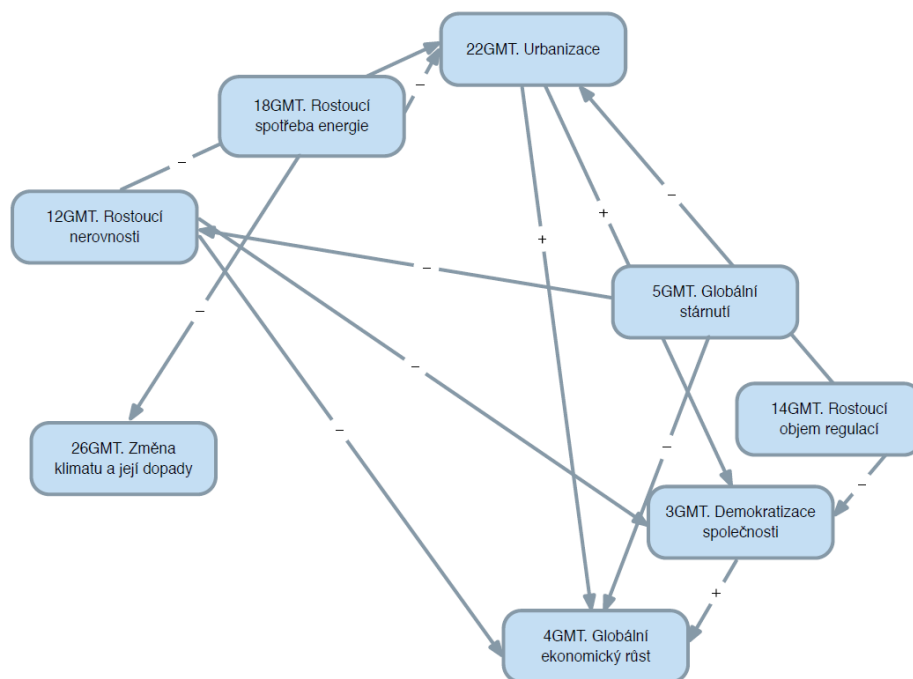 22GMT. Urbanizace
–
18GMT. Rostoucí
spotřeba energie
–
12GMT. Rostoucí
nerovnosti
–
+
+
–
5GMT. Globální
stárnutí
–
–
–
–
14GMT. Rostoucí
objem regulací
26GMT. Změna
klimatu a její dopady
–
–
3GMT. Demokratizace
společnosti
+
4GMT. Globální
ekonomický růst